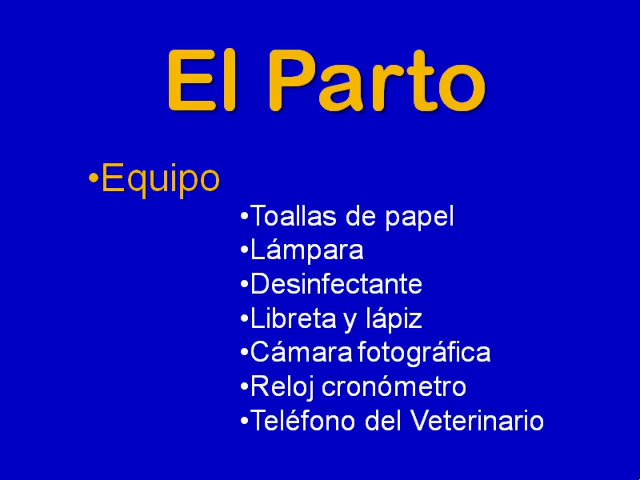 El Parto
•Equipo
•Toallas de papel
•Lámpara
•Desinfectante
•Libreta y lápiz
•Cámara fotográfica
•Reloj cronómetro
•Teléfono del Veterinario